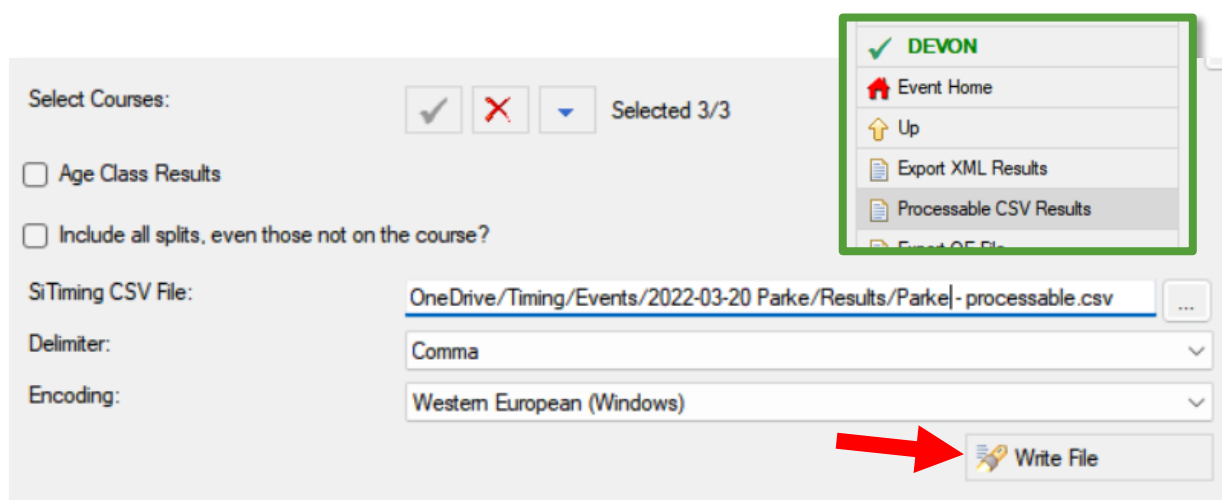 DEVON
Event Home
Up
Export XML Results
Processable CSV Results
Select Courses:
Selected 3/3
Age Class Results
Include all splits, even those not on the course?
SiTiming CSV File:
OneDrive/Timing/Events/2022-03-20 Parke/Results/Parke - processable.csv
...
Delimiter:
Comma
Encoding:
Western European (Windows)
Write File